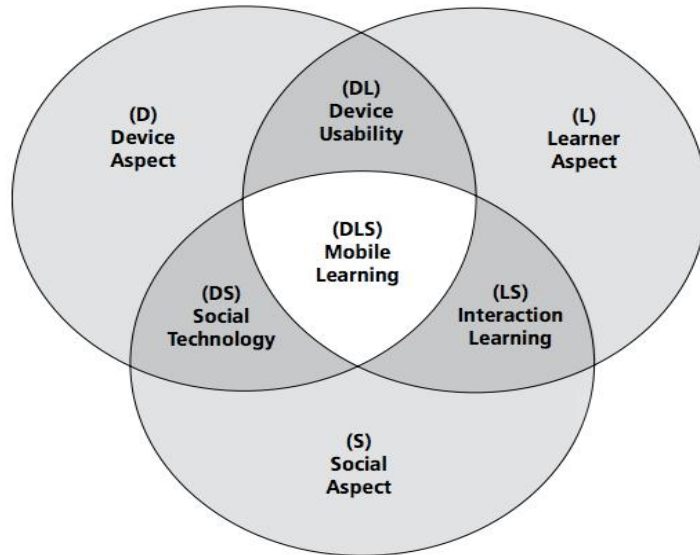 (D)
Device
Aspect
(DL)
Device
Usability
(L)
Learner
Aspect
(DLS)
Mobile
Learning
(DS)
Social
Technology
(LS)
Interaction
Learning
(S)
Social
Aspect